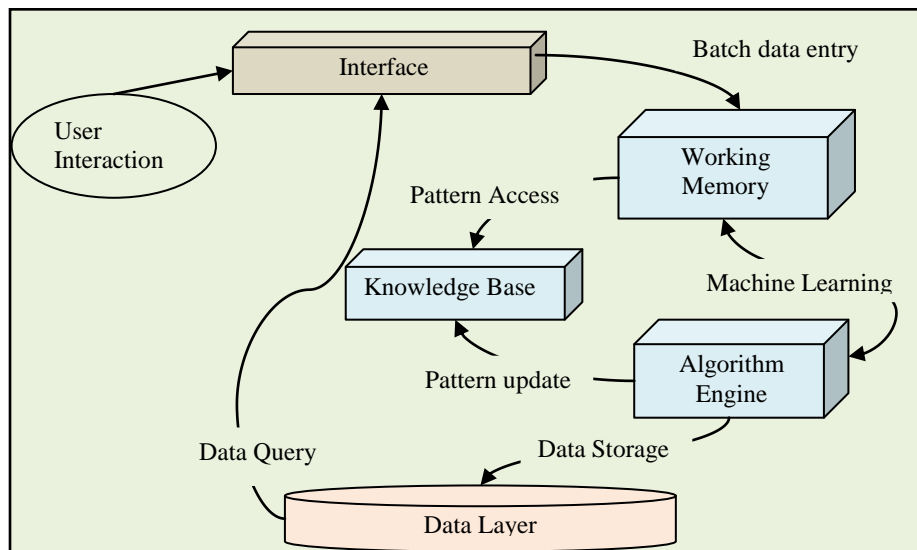 Interface
Batch data entry
User
Interaction
Working
Memory
Pattern Access
Knowledge Base
Machine Learning
Algorithm
Engine
Pattern update
Data Query
Data Storage
Data Layer